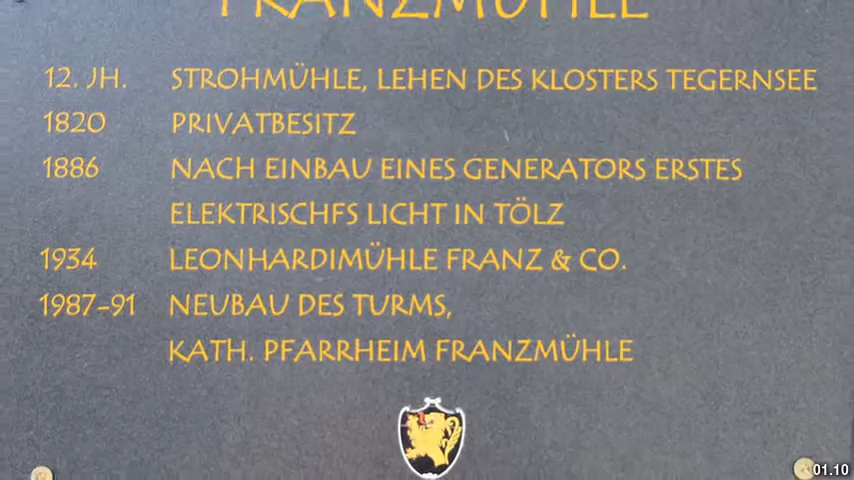 FRANZMÜHLE
12. JH. STROHMÜHLE, LEHEN DES KLOSTERS TEGERNSEE
1820 PRIVATBESITZ
1886 NACH EINBAU EINES GENERATORS ERSTES
ELEKTRISCHFS LICHT IN TÖLZ
1934 LEONHARDIMÜHLE FRANZ & CO.
1987-91 NEUBAU DES TURMS,
KATH. PFARRHEIM FRANZMÜHLE
01.10